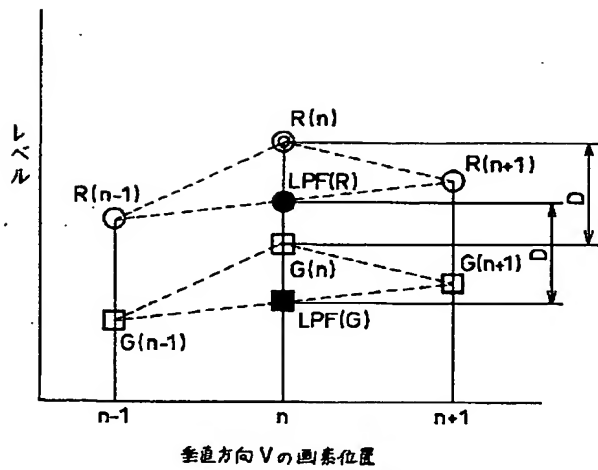 レベル
R(n)
R(n-1)
LPF(R)
R(n+1)
D
G(n)
D
G(n+1)
G(n-1)
LPF(G)
n-1
n
n+1
垂直方向Vの画素位置